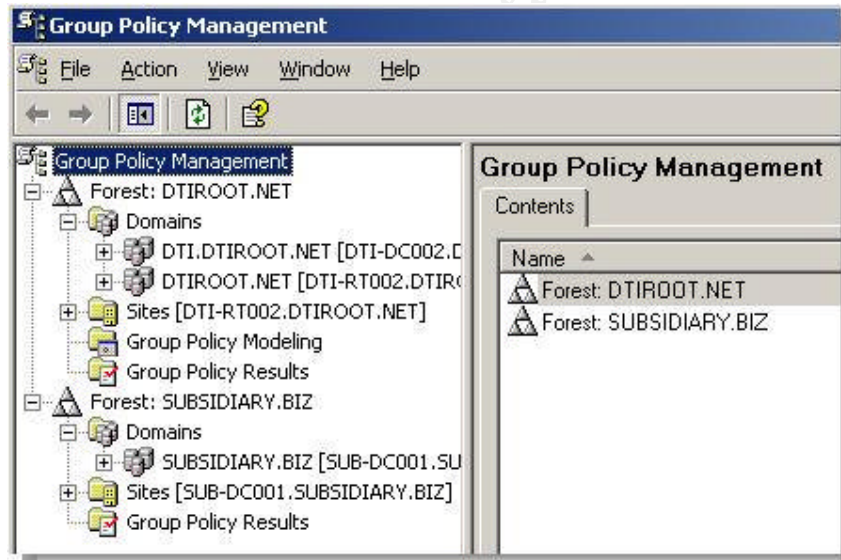 Group Policy Management
File Action View Window Help
Group Policy Management
Forest: DTIROOT.NET
Domains
DTI.DTIROOT.NET [DTI-DC002.D
DTIROOT.NET [DTI-RT002.DTIR
Sites [DTI-RT002.DTIROOT.NET]
Group Policy Modeling
Group Policy Results
Forest: SUBSIDIARY.BIZ
Domains
SUBSIDIARY.BIZ [SUB-DC001.SU
Sites [SUB-DC001.SUBSIDIARY.BIZ]
Group Policy Results
Group Policy Management
Contents
Name
Forest: DTIROOT.NET
Forest: SUBSIDIARY.BIZ